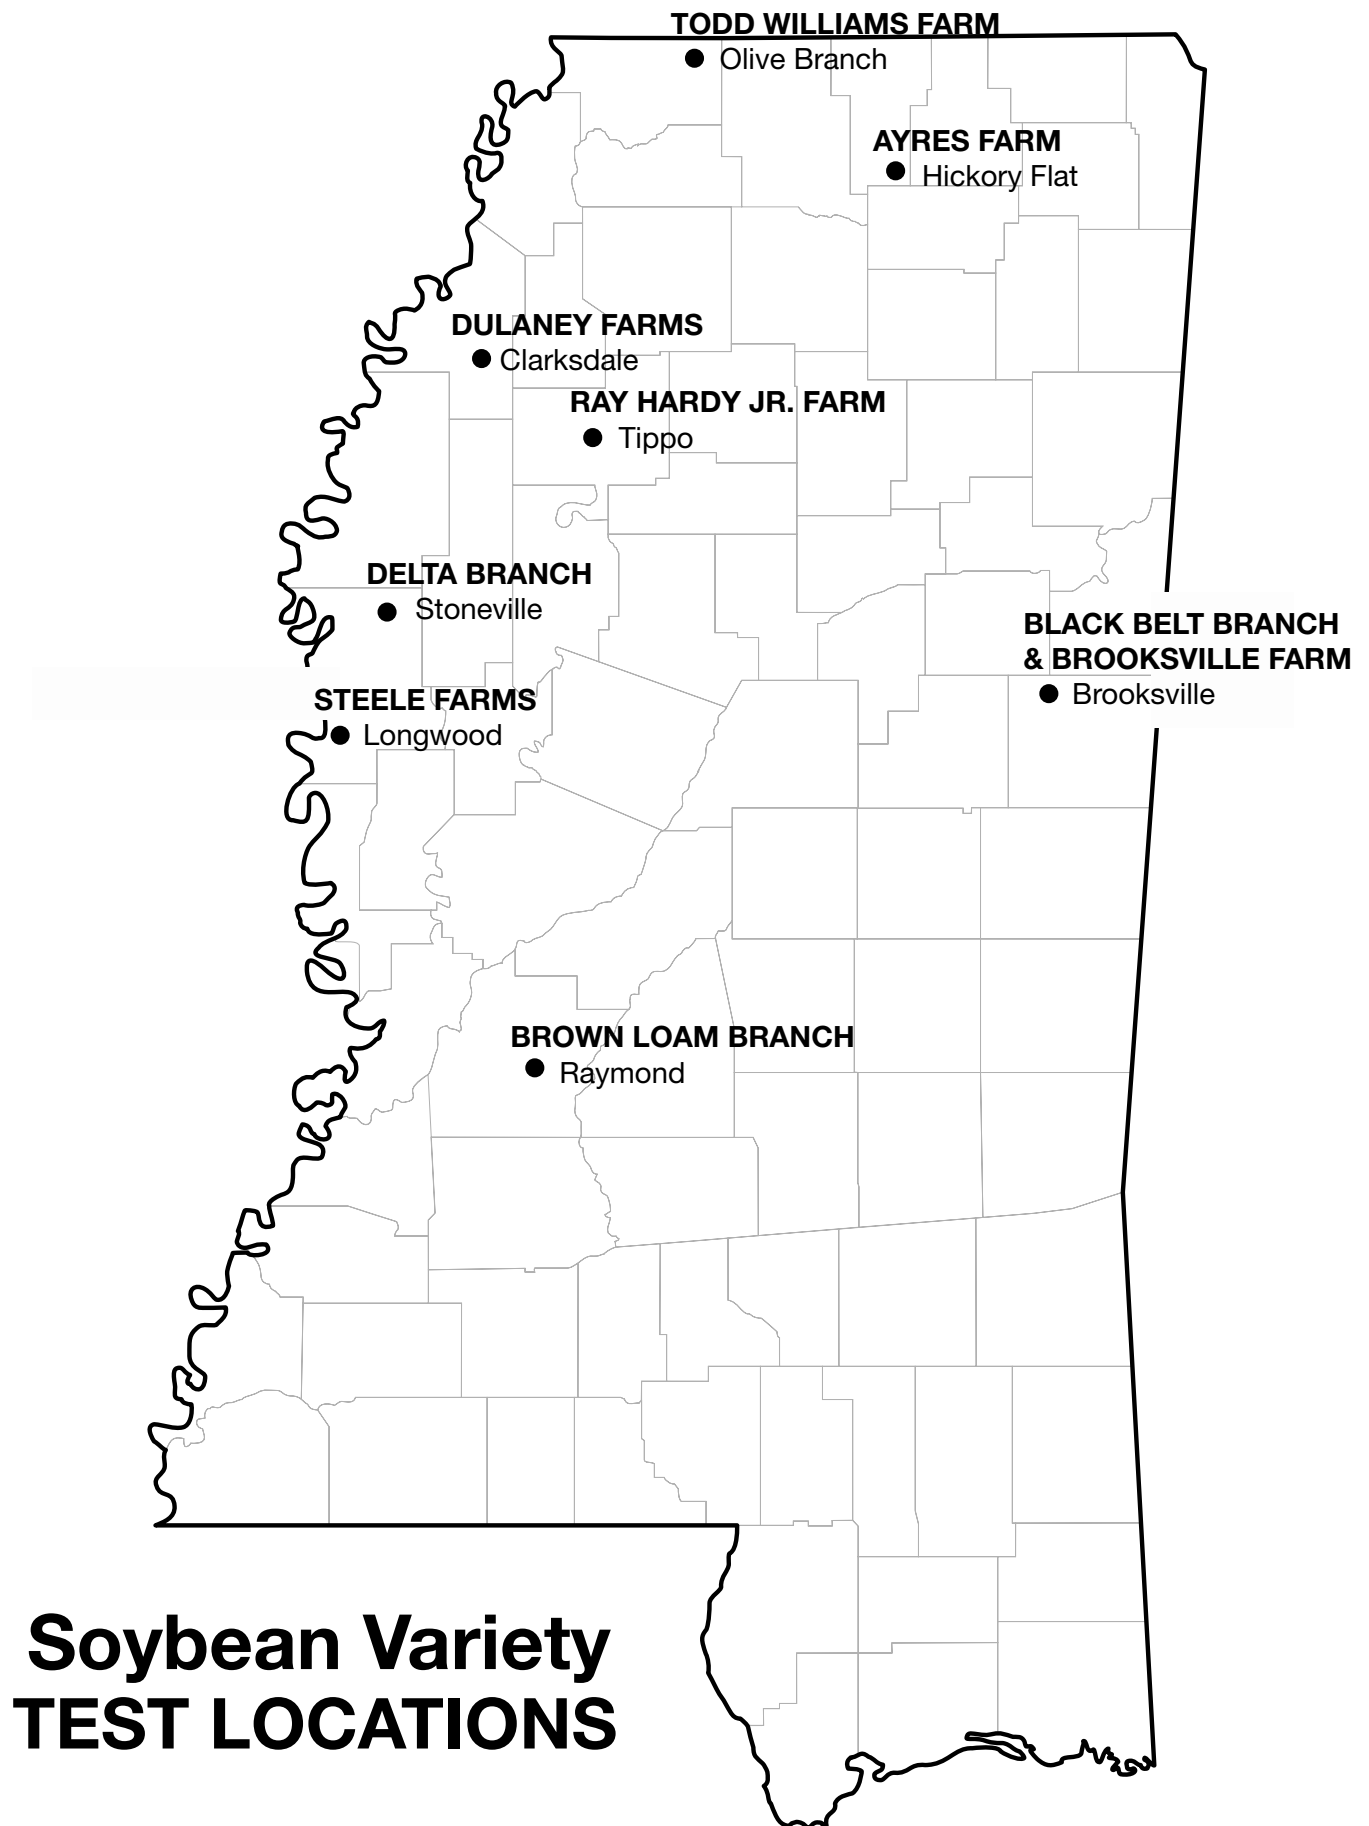 TODD WILLIAMS FARM
Olive Branch
AYRES FARM
Hickory Flat
DULANEY FARMS
Clarksdale
RAY HARDY JR. FARM
Tippo
DELTA BRANCH
Stoneville
BLACK BELT BRANCH
& BROOKSVILLE FARM
Brooksville
STEELE FARMS
Longwood
BROWN LOAM BRANCH
Raymond
Soybean Variety
TEST LOCATIONS